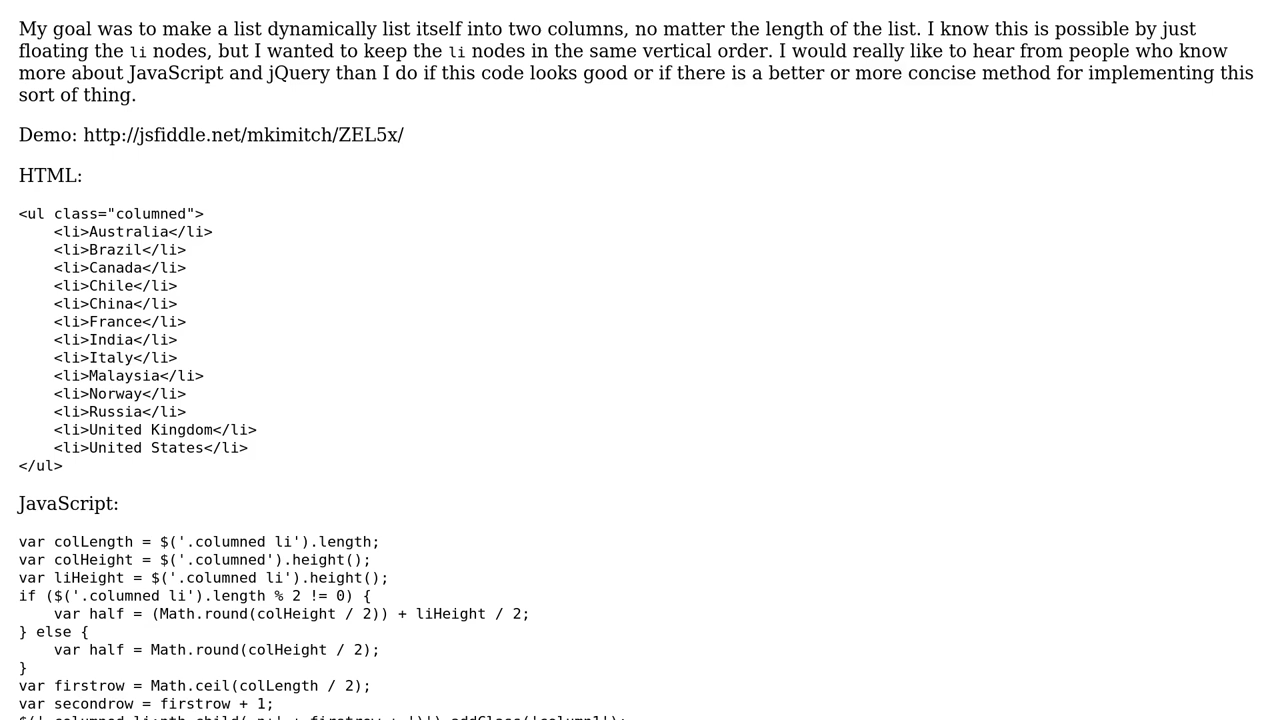 My goal was to make a list dynamically list itself into two columns, no matter the length of the list. I know this is possible by just
floating the li nodes, but I wanted to keep the li nodes in the same vertical order. I would really like to hear from people who know
more about JavaScript and jQuery than I do if this code looks good or if there is a better or more concise method for implementing this
sort of thing.
Demo: http://jsfiddle.net/mkimitch/ZEL5x/
HTML:
<ul class="columned">
    <li>Australia</li>
    <li>Brazil</li>
    <li>Canada</li>
    <li>Chile</li>
    <li>China</li>
    <li>France</li>
    <li>India</li>
    <li>Italy</li>
    <li>Malaysia</li>
    <li>Norway</li>
    <li>Russia</li>
    <li>United Kingdom</li>
    <li>United States</li>
</ul>
JavaScript:
var colLength = $('.columned li').length;
var colHeight = $('.columned').height();
var liHeight = $('.columned li').height();
if ($('.columned li').length % 2 != 0) {
    var half = (Math.round(colHeight / 2)) + liHeight / 2;
} else {
    var half = Math.round(colHeight / 2);
}
var firstrow = Math.ceil(colLength / 2);
var secondrow = firstrow + 1;